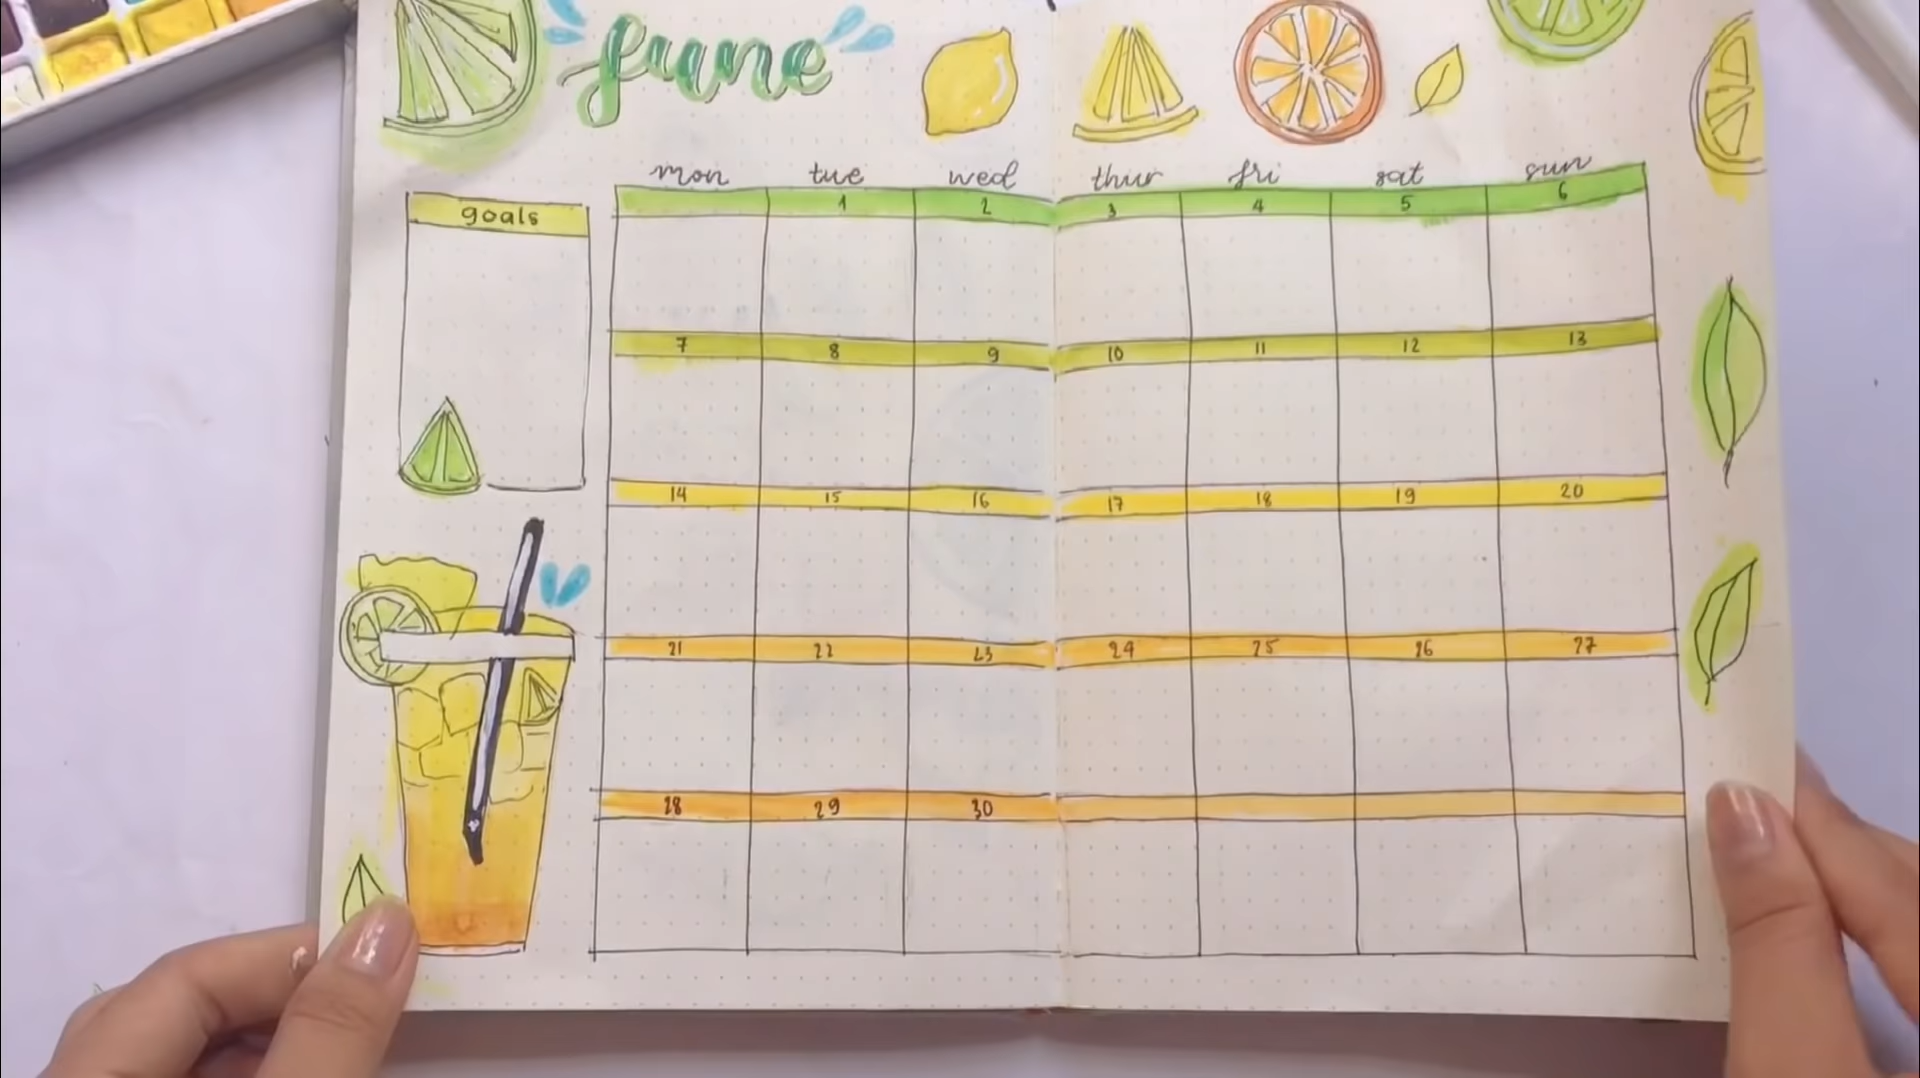 june
mon tue wed thur fri sat sun
goals
1 2 3 4 5 6
7 8 9 10 11 12 13
14 15 16 17 18 19 20
21 22 23 24 25 26 27
28 29 30